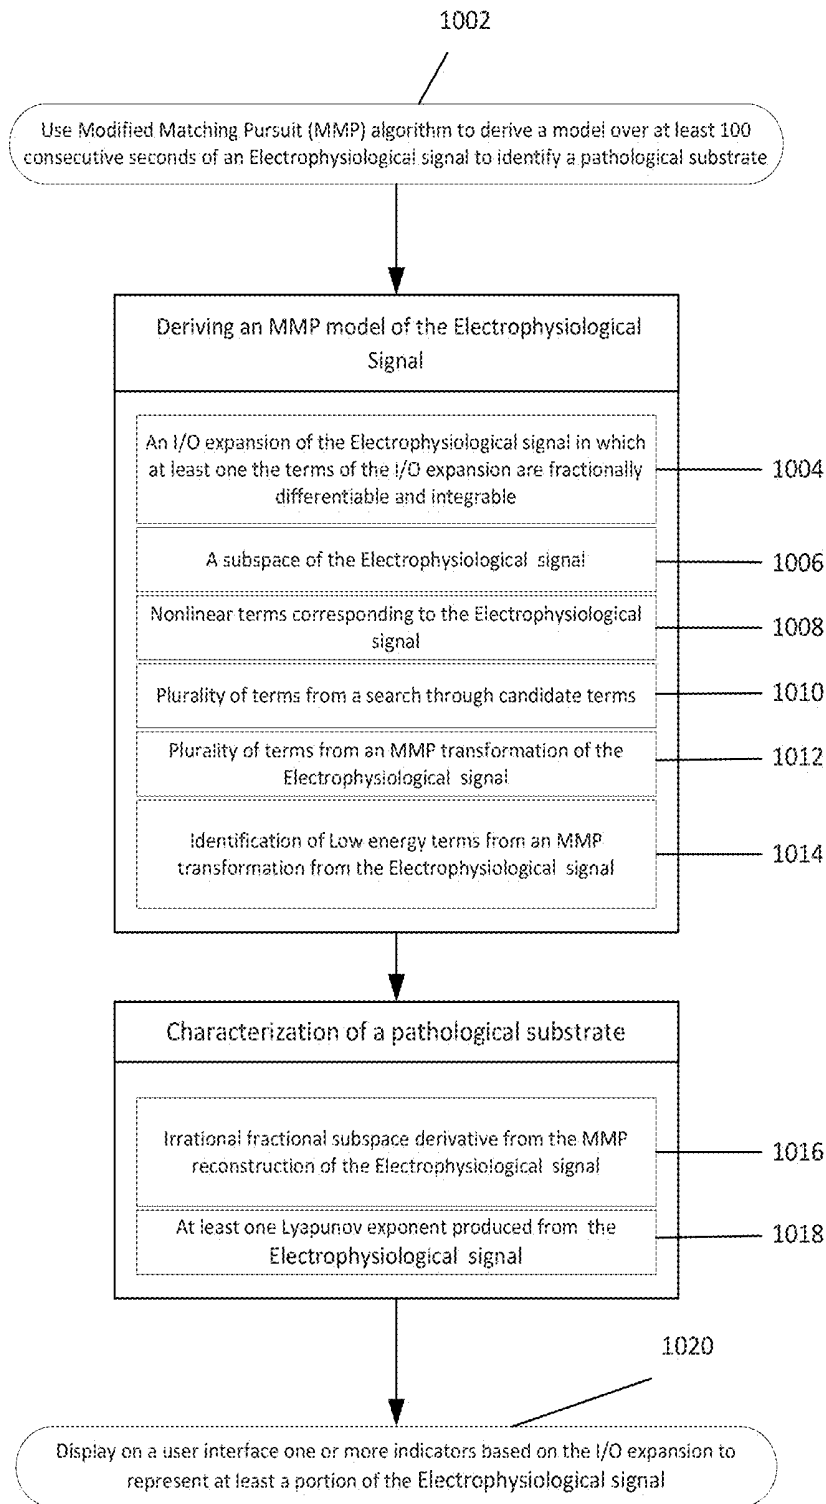 1002
Use Modified Matching Pursuit (MMP) algorithm to derive a model over at least 100
consecutive seconds of an Electrophysiological signal to identify a pathological substrate
Deriving an MMP model of the Electrophysiological
Signal
An I/O expansion of the Electrophysiological signal in which
at least one the terms of the I/O expansion are fractionally
differentiable and integrable
1004
A subspace of the Electrophysiological signal
1006
Nonlinear terms corresponding to the Electrophysiological
signal
1008
Plurality of terms from a search through candidate terms
1010
Plurality of terms from an MMP transformation of the
Electrophysiological signal
1012
Identification of Low energy terms from an MMP
transformation from the Electrophysiological signal
1014
Characterization of a pathological substrate
Irrational fractional subspace derivative from the MMP
reconstruction of the Electrophysiological signal
1016
At least one Lyapunov exponent produced from the
Electrophysiological signal
1018
1020
Display on a user interface one or more indicators based on the I/O expansion to
represent at least a portion of the Electrophysiological signal